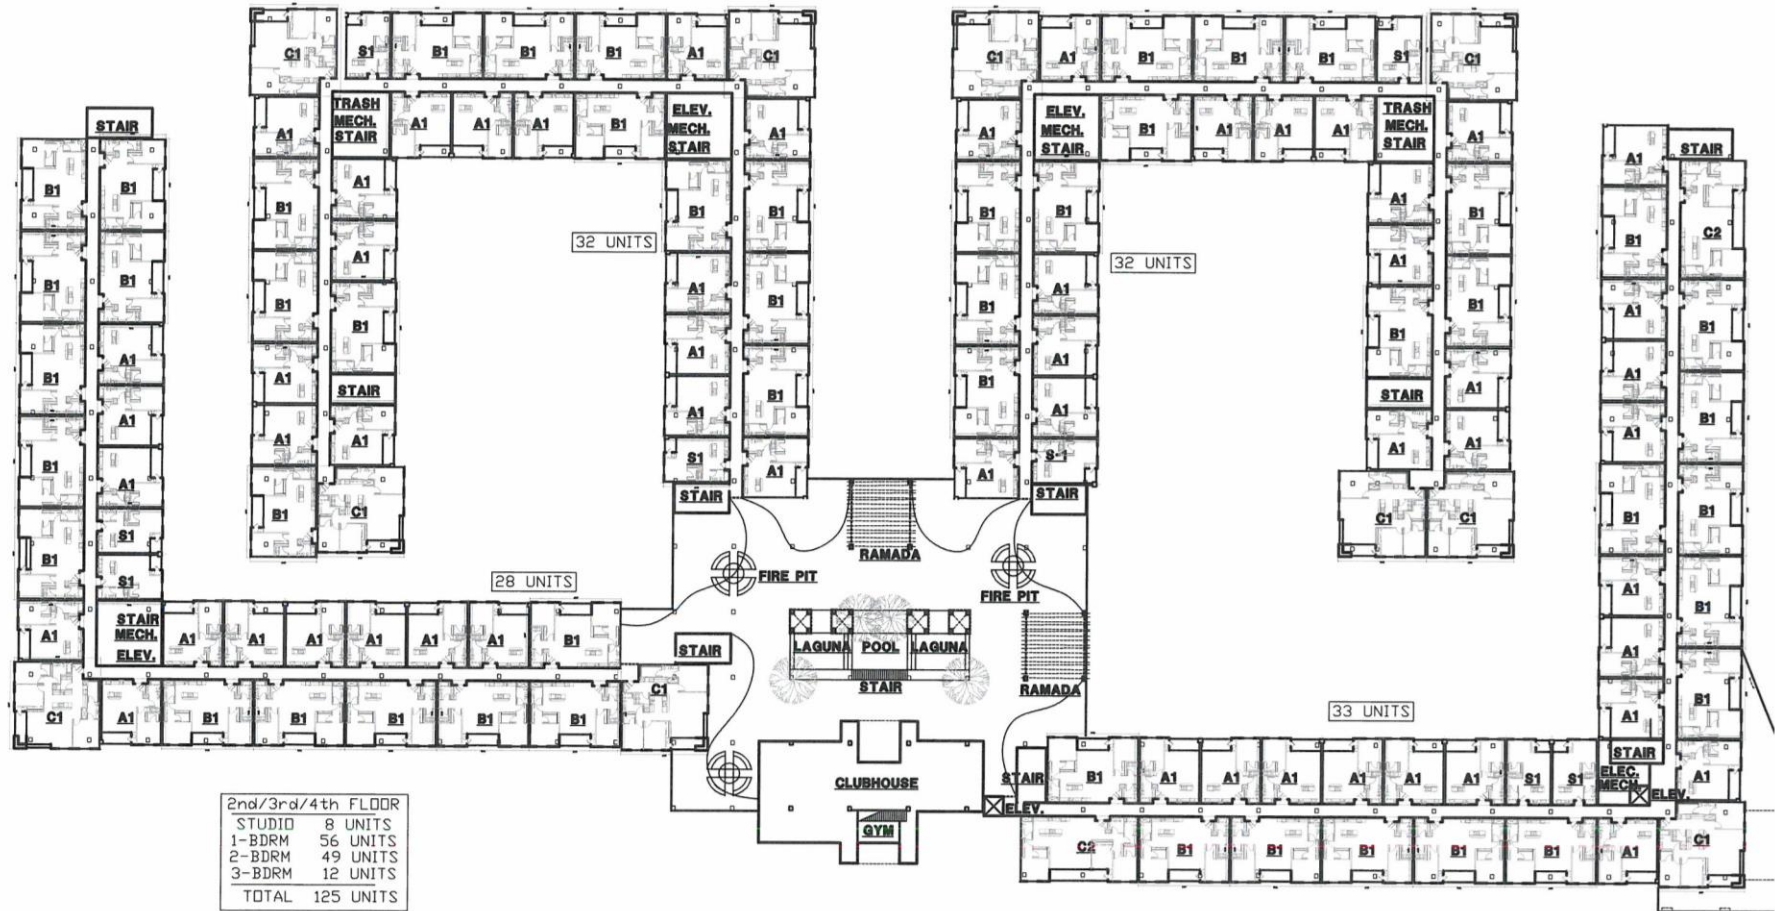 C1 S1 B1 B1 B1 A1 C1 C1 A1 B1 B1 B1 S1 C1
TRASH
MECH.
STAIR
A1 A1 A1 B1
ELEV.
MECH.
STAIR
ELEV.
MECH.
STAIR
B1 A1 A1 A1
TRASH
MECH.
STAIR
STAIR
B1
B1
B1
B1
B1
A1
C1
B1
B1
A1
A1
A1
S1
S1
STAIR
MECH.
ELEV.
A1
B1
B1
A1
A1
B1
A1
A1
B1
STAIR
A1
C1
32 UNITS
B1
A1
A1
A1
S1
STAIR
A1
B1
B1
B1
A1
A1
B1
B1
B1
A1
B1
A1
A1
A1
S-1
STAIR
32 UNITS
A1
A1
B1
STAIR
A1
C1
A1
B1
B1
A1
A1
C1
A1
B1
A1
A1
A1
B1
A1
A1
A1
STAIR
STAIR
C2
B1
B1
B1
B1
B1
A1
28 UNITS
A1 A1 A1 A1 A1 B1
A1 B1 B1 B1 B1 B1 C1
STAIR
RAMADA
FIRE PIT
FIRE PIT
LAGUNA POOL LAGUNA
STAIR
RAMADA
CLUBHOUSE
GYM
33 UNITS
STAIR
ELEV.
B1 A1 A1 A1 A1 A1 A1 S1 S1
ELEC.
MECH.
ELEV.
C2 B1 B1 B1 B1 B1 A1 C1
2nd/3rd/4th FLOOR
STUDIO 8 UNITS
1-BDRM 56 UNITS
2-BDRM 49 UNITS
3-BDRM 12 UNITS
TOTAL 125 UNITS